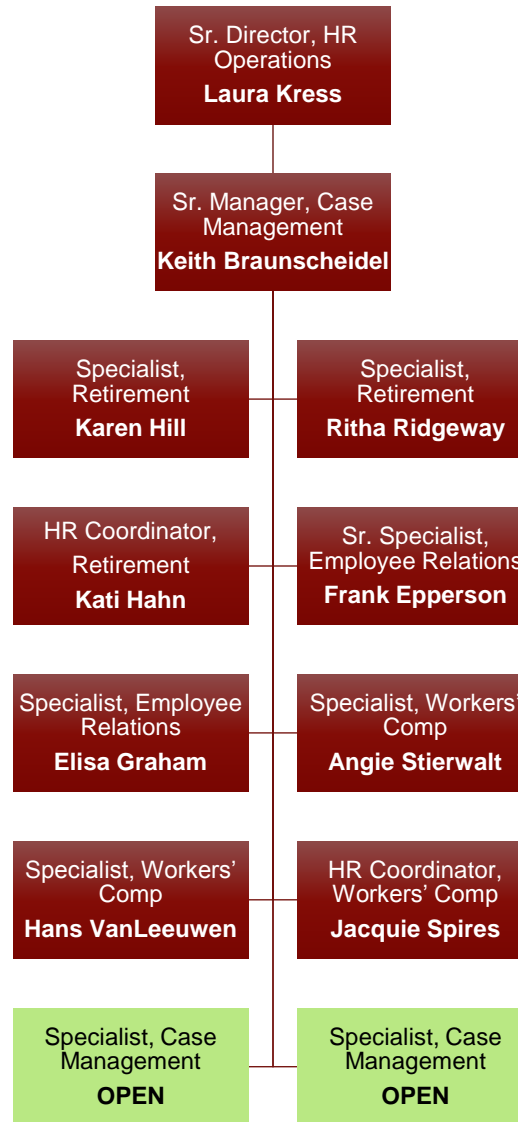 Sr. Director, HR
Operations
Laura Kress
Sr. Manager, Case
Management
Keith Braunscheidel
Specialist,
Retirement
Karen Hill
Specialist,
Retirement
Ritha Ridgeway
HR Coordinator,
Retirement
Kati Hahn
Sr. Specialist,
Employee Relations
Frank Epperson
Specialist, Employee
Relations
Elisa Graham
Specialist, Workers’
Comp
Angie Stierwalt
Specialist, Workers’
Comp
Hans VanLeeuwen
HR Coordinator,
Workers’ Comp
Jacquie Spires
Specialist, Case
Management
OPEN
Specialist, Case
Management
OPEN